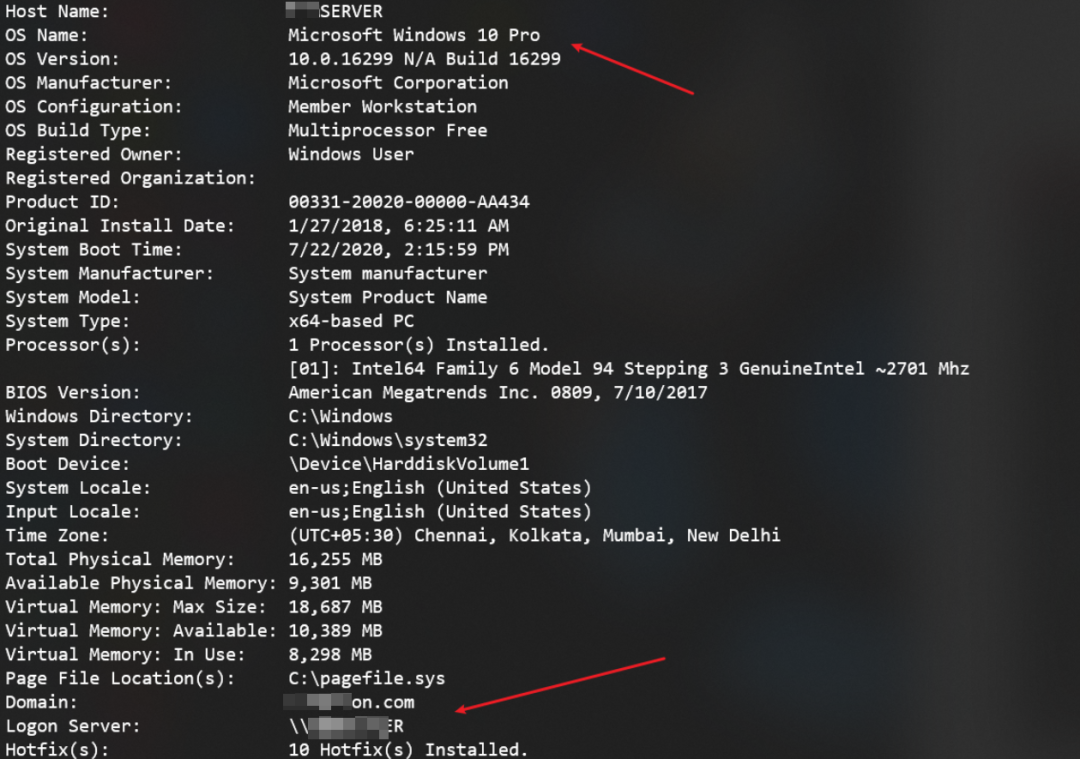 Host Name: SERVER
OS Name: Microsoft Windows 10 Pro
OS Version: 10.0.16299 N/A Build 16299
OS Manufacturer: Microsoft Corporation
OS Configuration: Member Workstation
OS Build Type: Multiprocessor Free
Registered Owner: Windows User
Registered Organization:
Product ID: 00331-20020-00000-AA434
Original Install Date: 1/27/2018, 6:25:11 AM
System Boot Time: 7/22/2020, 2:15:59 PM
System Manufacturer: System manufacturer
System Model: System Product Name
System Type: x64-based PC
Processor(s): 1 Processor(s) Installed.
[01]: Intel64 Family 6 Model 94 Stepping 3 GenuineIntel ~2701 Mhz
BIOS Version: American Megatrends Inc. 0809, 7/10/2017
Windows Directory: C:\Windows
System Directory: C:\Windows\system32
Boot Device: \Device\HarddiskVolume1
System Locale: en-us;English (United States)
Input Locale: en-us;English (United States)
Time Zone: (UTC+05:30) Chennai, Kolkata, Mumbai, New Delhi
Total Physical Memory: 16,255 MB
Available Physical Memory: 9,301 MB
Virtual Memory: Max Size: 18,687 MB
Virtual Memory: Available: 10,389 MB
Virtual Memory: In Use: 8,298 MB
Page File Location(s): C:\pagefile.sys
Domain: on.com
Logon Server: \\ER
Hotfix(s): 10 Hotfix(s) Installed.